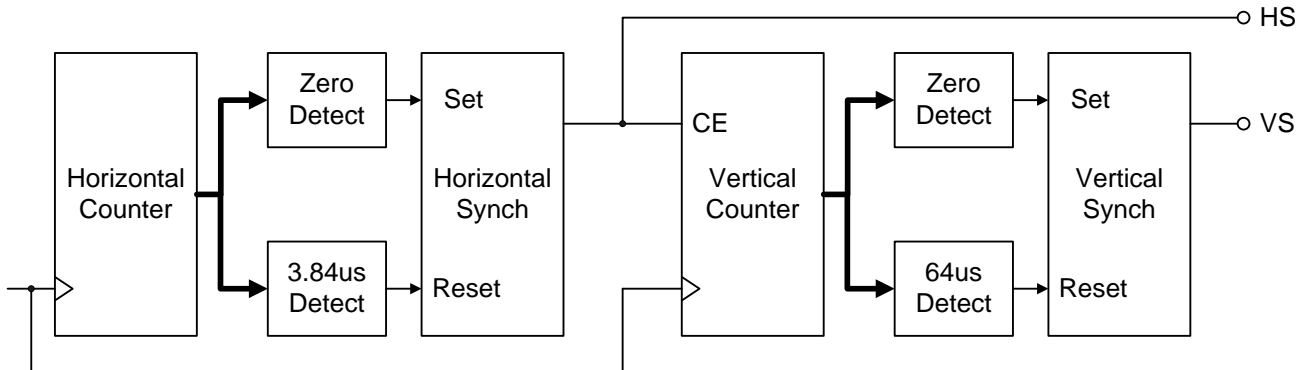 HS
Horizontal
Counter
Zero
Detect
3.84us
Detect
Set
Horizontal
Synch
Reset
CE
Vertical
Counter
Zero
Detect
64us
Detect
Set
Vertical
Synch
Reset
VS